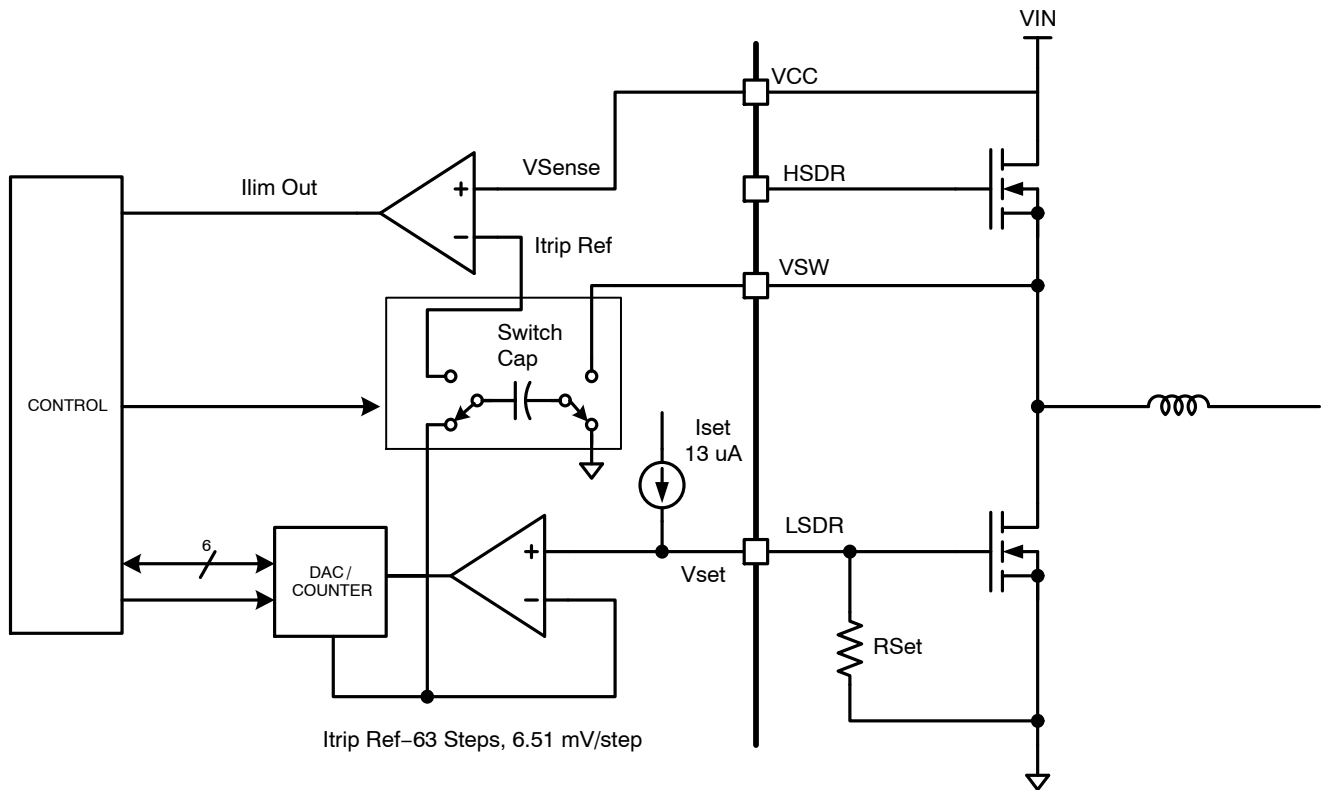 VIN
VCC
VSense
HSDR
Ilim Out
Itrip Ref
VSW
Switch
Cap
CONTROL
Iset
13 uA
LSDR
6
DAC/
COUNTER
Vset
RSet
Itrip Ref−63 Steps, 6.51 mV/step